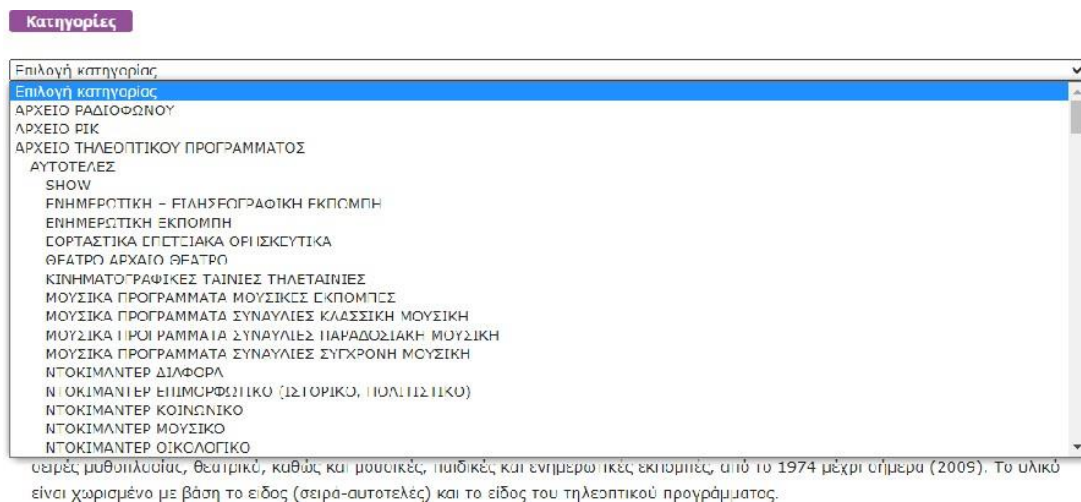 Κατηγορίες
Επιλογή κατηγορίας
Επιλογή κατηγορίας
ΑΡΧΕΙΟ ΡΑΔΙΟΦΩΝΟΥ
ΑΡΧΕΙΟ ΡΙΚ
ΑΡΧΕΙΟ ΤΗΛΕΟΠΤΙΚΟΥ ΠΡΟΓΡΑΜΜΑΤΟΣ
ΑΥΤΟΤΕΛΕΣ
SHOW
ΕΝΗΜΕΡΩΤΙΚΗ – ΕΙΔΗΣΕΟΓΡΑΦΙΚΗ ΕΚΠΟΜΠΗ
ΕΝΗΜΕΡΩΤΙΚΗ ΕΚΠΟΜΠΗ
ΕΟΡΤΑΣΤΙΚΑ ΕΠΕΤΕΙΑΚΑ ΘΡΗΣΚΕΥΤΙΚΑ
ΘΕΑΤΡΟ ΑΡΧΑΙΟ ΘΕΑΤΡΟ
ΚΙΝΗΜΑΤΟΓΡΑΦΙΚΕΣ ΤΑΙΝΙΕΣ ΤΗΛΕΤΑΙΝΙΕΣ
ΜΟΥΣΙΚΑ ΠΡΟΓΡΑΜΜΑΤΑ ΜΟΥΣΙΚΕΣ ΕΚΠΟΜΠΕΣ
ΜΟΥΣΙΚΑ ΠΡΟΓΡΑΜΜΑΤΑ ΣΥΝΑΥΛΙΕΣ ΚΛΑΣΣΙΚΗ ΜΟΥΣΙΚΗ
ΜΟΥΣΙΚΑ ΠΡΟΓΡΑΜΜΑΤΑ ΣΥΝΑΥΛΙΕΣ ΠΑΡΑΔΟΣΙΑΚΗ ΜΟΥΣΙΚΗ
ΜΟΥΣΙΚΑ ΠΡΟΓΡΑΜΜΑΤΑ ΣΥΝΑΥΛΙΕΣ ΣΥΓΧΡΟΝΗ ΜΟΥΣΙΚΗ
ΝΤΟΚΙΜΑΝΤΕΡ ΔΙΑΦΟΡΑ
ΝΤΟΚΙΜΑΝΤΕΡ ΕΠΙΜΟΡΦΩΤΙΚΟ (ΙΣΤΟΡΙΚΟ, ΠΟΛΙΤΙΣΤΙΚΟ)
ΝΤΟΚΙΜΑΝΤΕΡ ΚΟΙΝΩΝΙΚΟ
ΝΤΟΚΙΜΑΝΤΕΡ ΜΟΥΣΙΚΟ
ΝΤΟΚΙΜΑΝΤΕΡ ΟΙΚΟΛΟΓΙΚΟ
σειρές μυθοπλασίας, θεατρικά, καθώς και μουσικές, παιδικές και ενημερωτικές εκπομπές, από το 1974 μέχρι σήμερα (2009). Το υλικό
είναι χωρισμένο με βάση το είδος (σειρά-αυτοτελές) και το είδος του τηλεοπτικού προγράμματος.